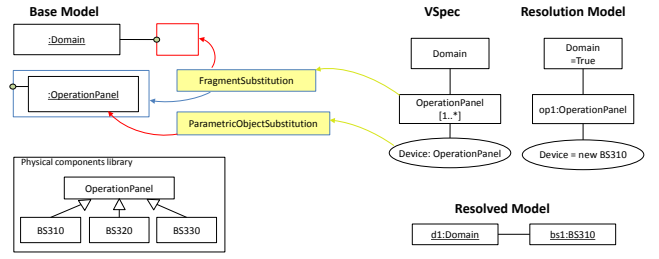 Base Model
VSpec
Resolution Model
:Domain
FragmentSubstitution
:OperationPanel
ParametricObjectSubstitution
Physical components library
OperationPanel
BS310
BS320
BS330
Domain
OperationPanel
[1..*]
Device: OperationPanel
Domain
=True
op1:OperationPanel
Device = new BS310
Resolved Model
d1:Domain
bs1:BS310